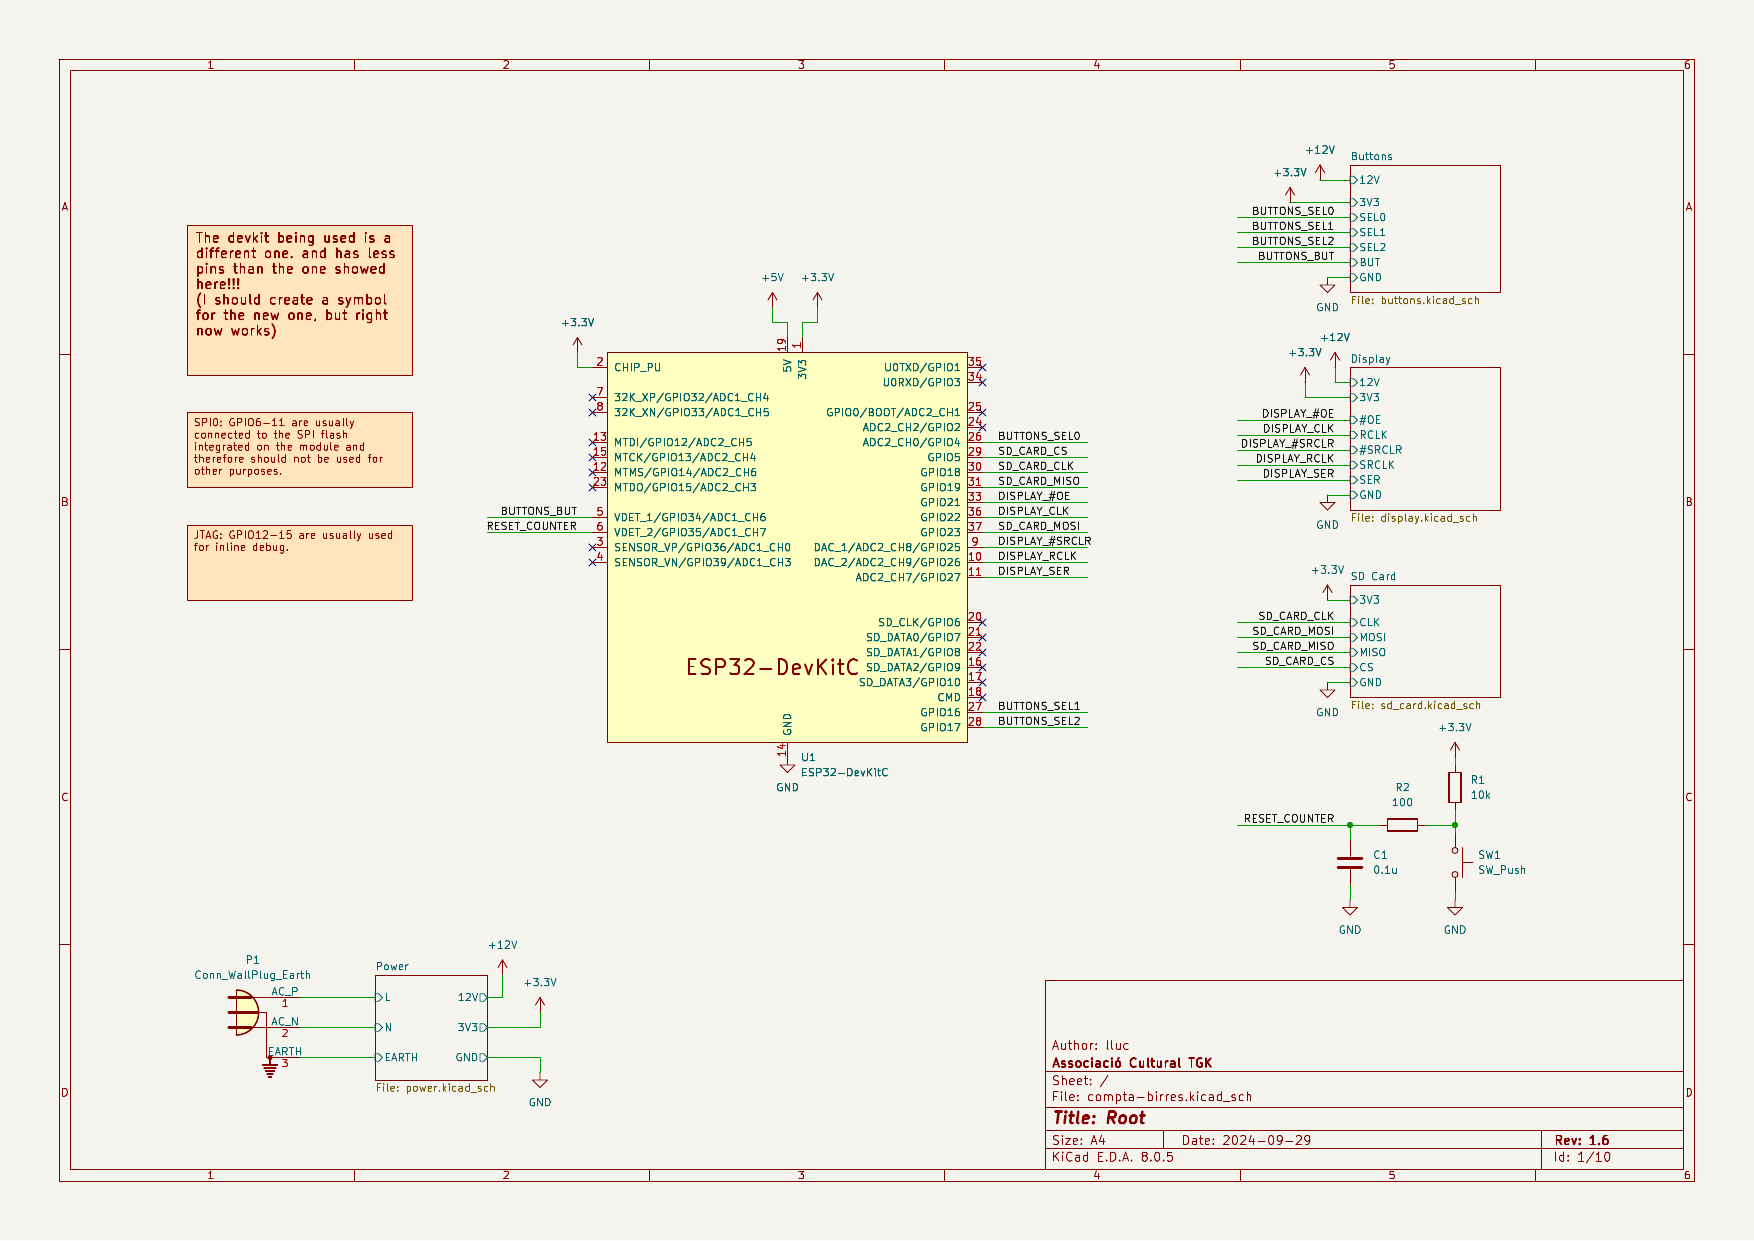 1 2 3 4 5 6
A
B
C
D
A
B
C
D
1 2 3 4 5 6
The devkit being used is a
different one. and has less
pins than the one showed
here!!!
(I should create a symbol
for the new one, but right
now works)
SPI0: GPIO6-11 are usually
connected to the SPI flash
integrated on the module and
therefore should not be used for
other purposes.
JTAG: GPIO12-15 are usually used
for inline debug.
+5V
+3.3V
+3.3V
19
1
5V
3V3
2 CHIP_PU
7 32K_XP/GPIO32/ADC1_CH4
8 32K_XN/GPIO33/ADC1_CH5
13 MTDI/GPIO12/ADC2_CH5
15 MTCK/GPIO13/ADC2_CH4
12 MTMS/GPIO14/ADC2_CH6
23 MTDO/GPIO15/ADC2_CH3
BUTTONS_BUT 5 VDET_1/GPIO34/ADC1_CH6
RESET_COUNTER 6 VDET_2/GPIO35/ADC1_CH7
3 SENSOR_VP/GPIO36/ADC1_CH0
4 SENSOR_VN/GPIO39/ADC1_CH3
U0TXD/GPIO1 35
U0RXD/GPIO3 34
GPIO0/BOOT/ADC2_CH1 25
ADC2_CH2/GPIO2 24
ADC2_CH0/GPIO4 26 BUTTONS_SEL0
GPIO5 29 SD_CARD_CS
GPIO18 30 SD_CARD_CLK
GPIO19 31 SD_CARD_MISO
GPIO21 33 DISPLAY_#OE
GPIO22 36 DISPLAY_CLK
GPIO23 37 SD_CARD_MOSI
DAC_1/ADC2_CH8/GPIO25 9 DISPLAY_#SRCLR
DAC_2/ADC2_CH9/GPIO26 10 DISPLAY_RCLK
ADC2_CH7/GPIO27 11 DISPLAY_SER
SD_CLK/GPIO6 20
SD_DATA0/GPIO7 21
SD_DATA1/GPIO8 22
SD_DATA2/GPIO9 16
SD_DATA3/GPIO10 17
CMD 18
GPIO16 27 BUTTONS_SEL1
GPIO17 28 BUTTONS_SEL2
ESP32-DevKitC
GND
14
U1
ESP32-DevKitC
GND
+12V
+3.3V
Buttons
12V
3V3
BUTTONS_SEL0 SEL0
BUTTONS_SEL1 SEL1
BUTTONS_SEL2 SEL2
BUTTONS_BUT BUT
GND
File: buttons.kicad_sch
GND
+12V
+3.3V
Display
12V
3V3
DISPLAY_#OE #OE
DISPLAY_CLK RCLK
DISPLAY_#SRCLR #SRCLR
DISPLAY_RCLK SRCLK
DISPLAY_SER SER
GND
File: display.kicad_sch
GND
+3.3V
SD Card
3V3
SD_CARD_CLK CLK
SD_CARD_MOSI MOSI
SD_CARD_MISO MISO
SD_CARD_CS CS
GND
File: sd_card.kicad_sch
GND
+3.3V
R1
10k
R2
100
RESET_COUNTER
C1
0.1u
SW1
SW_Push
GND
GND
P1
Conn_WallPlug_Earth
AC_P
1
AC_N
2
EARTH
3
Power
L
N
EARTH
12V
3V3
GND
File: power.kicad_sch
+12V
+3.3V
GND
Author: lluc
Associació Cultural TGK
Sheet: /
File: compta-birres.kicad_sch
Title: Root
Size: A4 Date: 2024-09-29 Rev: 1.6
KiCad E.D.A. 8.0.5 Id: 1/10